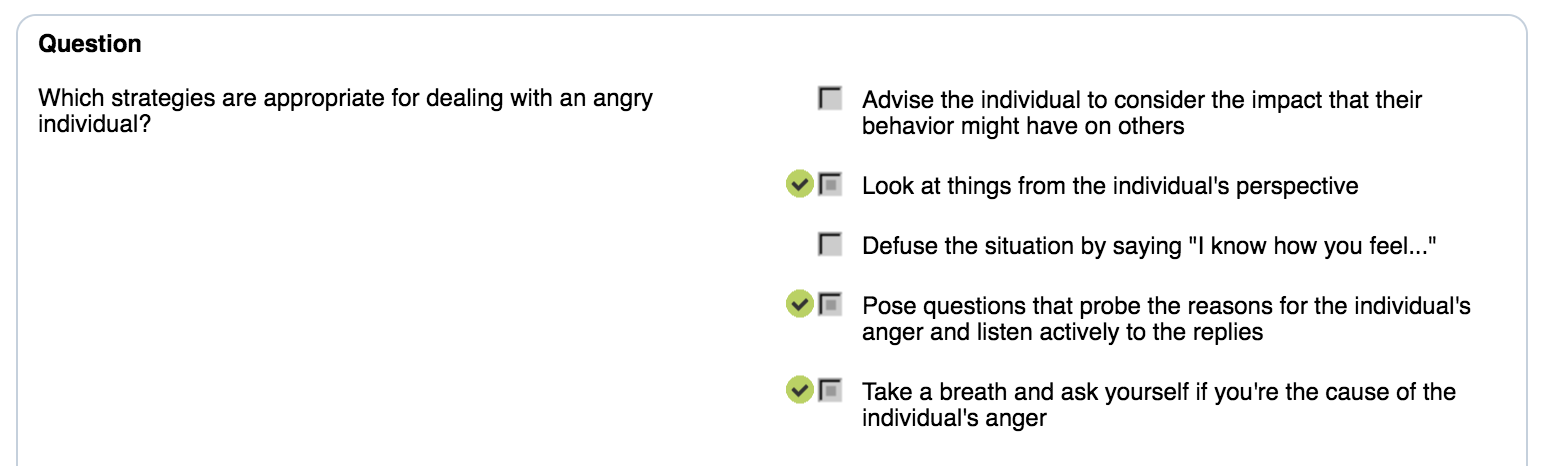 Question
Which strategies are appropriate for dealing with an angry
individual?
Advise the individual to consider the impact that their
behavior might have on others
Look at things from the individual's perspective
Defuse the situation by saying "I know how you feel..."
Pose questions that probe the reasons for the individual's
anger and listen actively to the replies
Take a breath and ask yourself if you're the cause of the
individual's anger